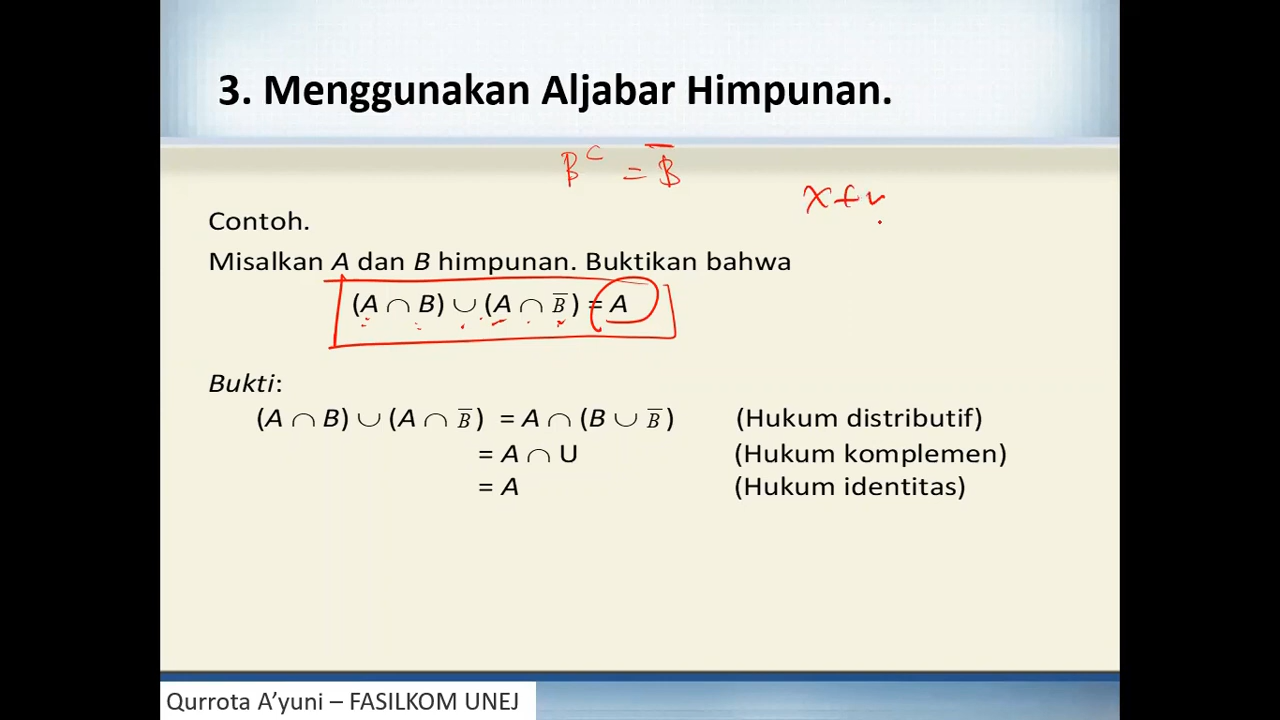 3. Menggunakan Aljabar Himpunan.
Bᶜ = B̅
x +
Contoh.
Misalkan A dan B himpunan. Buktikan bahwa
(A ∩ B) ∪ (A ∩ B̅) = A
Bukti:
(A ∩ B) ∪ (A ∩ B̅) = A ∩ (B ∪ B̅) (Hukum distributif)
= A ∩ U (Hukum komplemen)
= A (Hukum identitas)
Qurrota A’yuni – FASILKOM UNEJ